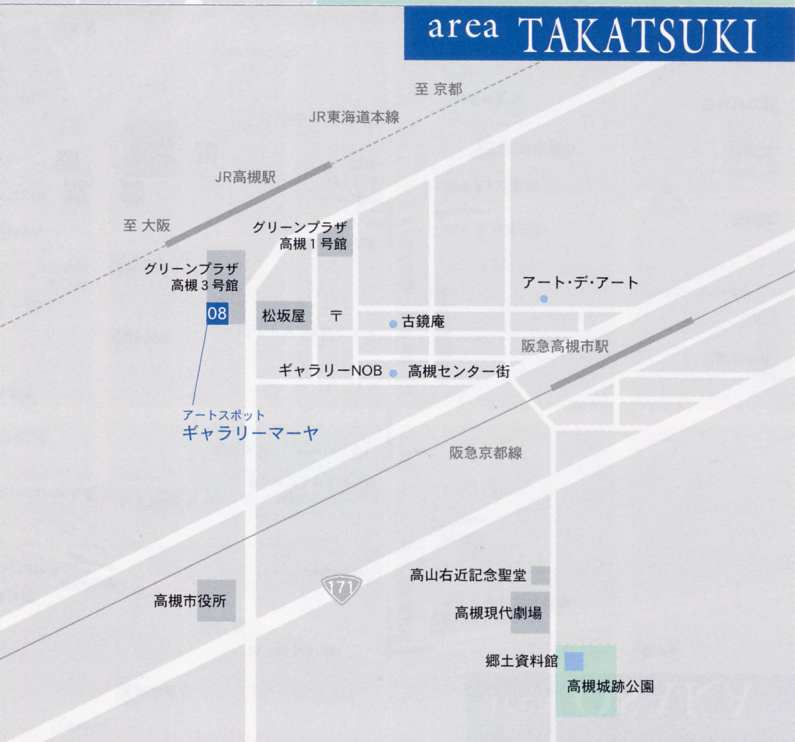 area TAKATSUKI
至 京都
JR東海道本線
JR高槻駅
至 大阪
グリーンプラザ
高槻1号館
グリーンプラザ
高槻3号館
08
松坂屋
〒
古鏡庵
アート・デ・アート
阪急高槻市駅
ギャラリーNOB
高槻センター街
アートスポット
ギャラリーマーヤ
阪急京都線
171
高山右近記念聖堂
高槻市役所
高槻現代劇場
郷土資料館
高槻城跡公園